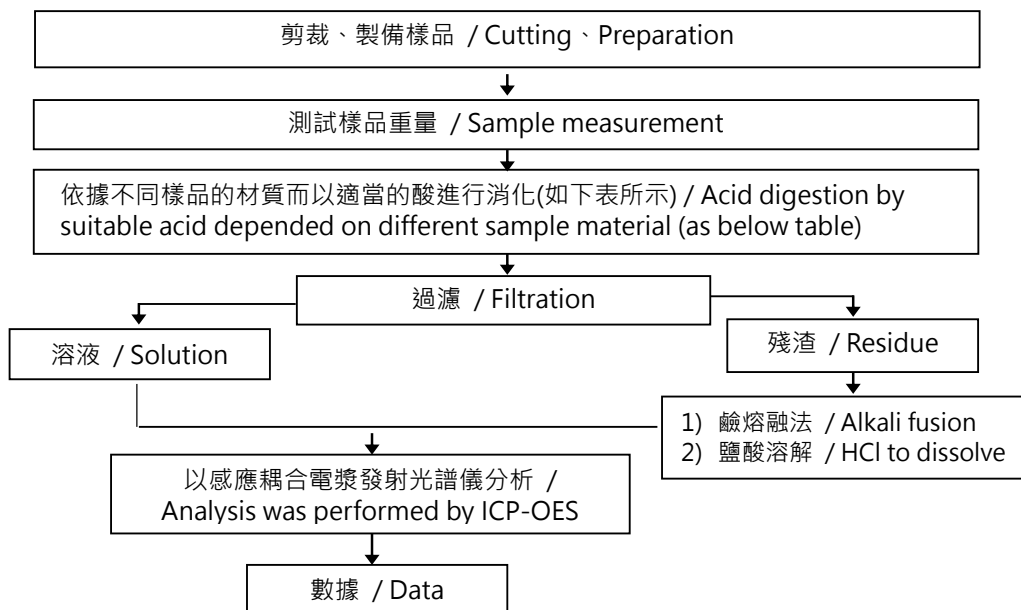 剪裁、製備樣品 / Cutting、Preparation
測試樣品重量 / Sample measurement
依據不同樣品的材質而以適當的酸進行消化(如下表所示) / Acid digestion by
suitable acid depended on different sample material (as below table)
過濾 / Filtration
溶液 / Solution
殘渣 / Residue
1) 鹼熔融法 / Alkali fusion
2) 鹽酸溶解 / HCl to dissolve
以感應耦合電漿發射光譜儀分析 /
Analysis was performed by ICP-OES
數據 / Data